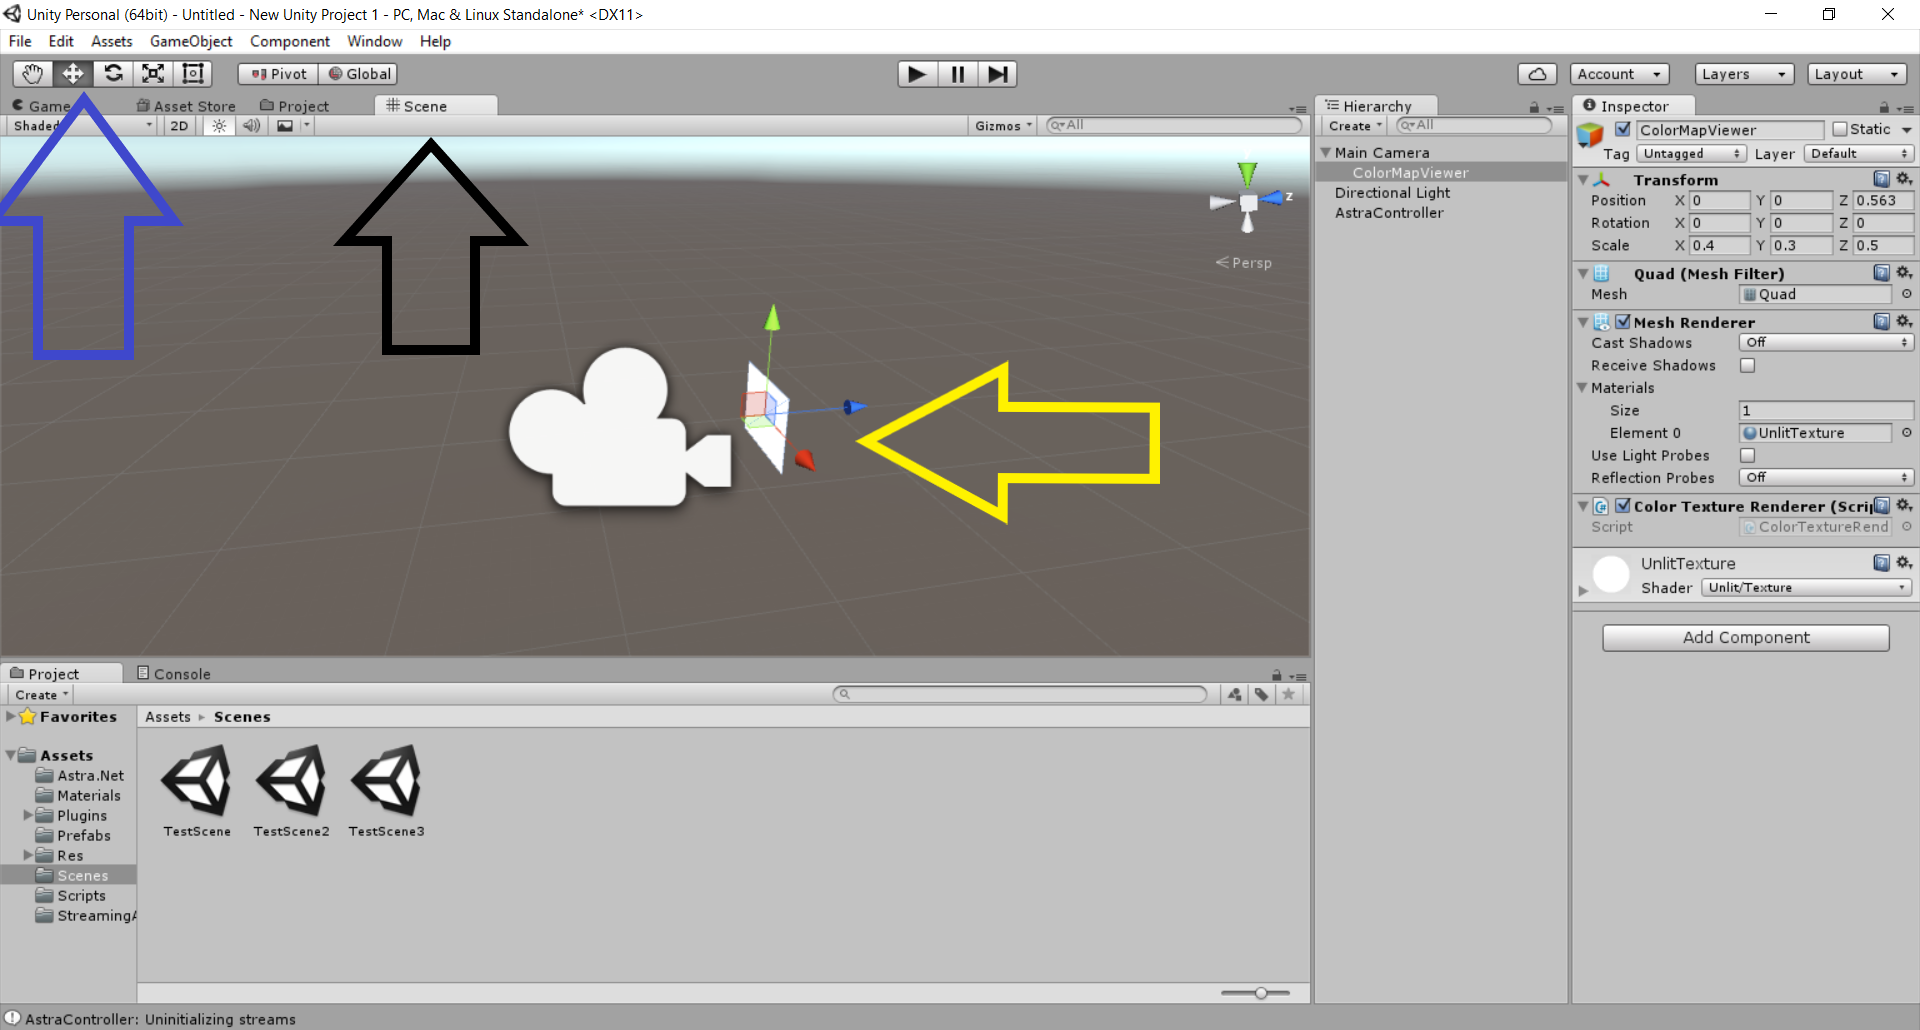 Unity Personal (64bit) - Untitled - New Unity Project 1 - PC, Mac & Linux Standalone* <DX11>
File Edit Assets GameObject Component Window Help
Pivot Global Account Layers Layout
Game Asset Store Project Scene
Shaded 2D Gizmos All
Hierarchy
Create All
Main Camera
ColorMapViewer
Directional Light
AstraController
z
Persp
Inspector
ColorMapViewer Static
Tag Untagged Layer Default
Transform
Position X 0 Y 0 Z 0.563
Rotation X 0 Y 0 Z 0
Scale X 0.4 Y 0.3 Z 0.5
Quad (Mesh Filter)
Mesh Quad
Mesh Renderer
Cast Shadows Off
Receive Shadows
Materials
Size 1
Element 0 UnlitTexture
Use Light Probes
Reflection Probes Off
Color Texture Renderer (Scrip
Script ColorTextureRend
UnlitTexture
Shader Unlit/Texture
Add Component
Project Console
Create
Favorites
Assets
Astra.Net
Materials
Plugins
Prefabs
Res
Scenes
Scripts
StreamingA
Assets Scenes
TestScene TestScene2 TestScene3
AstraController: Uninitializing streams